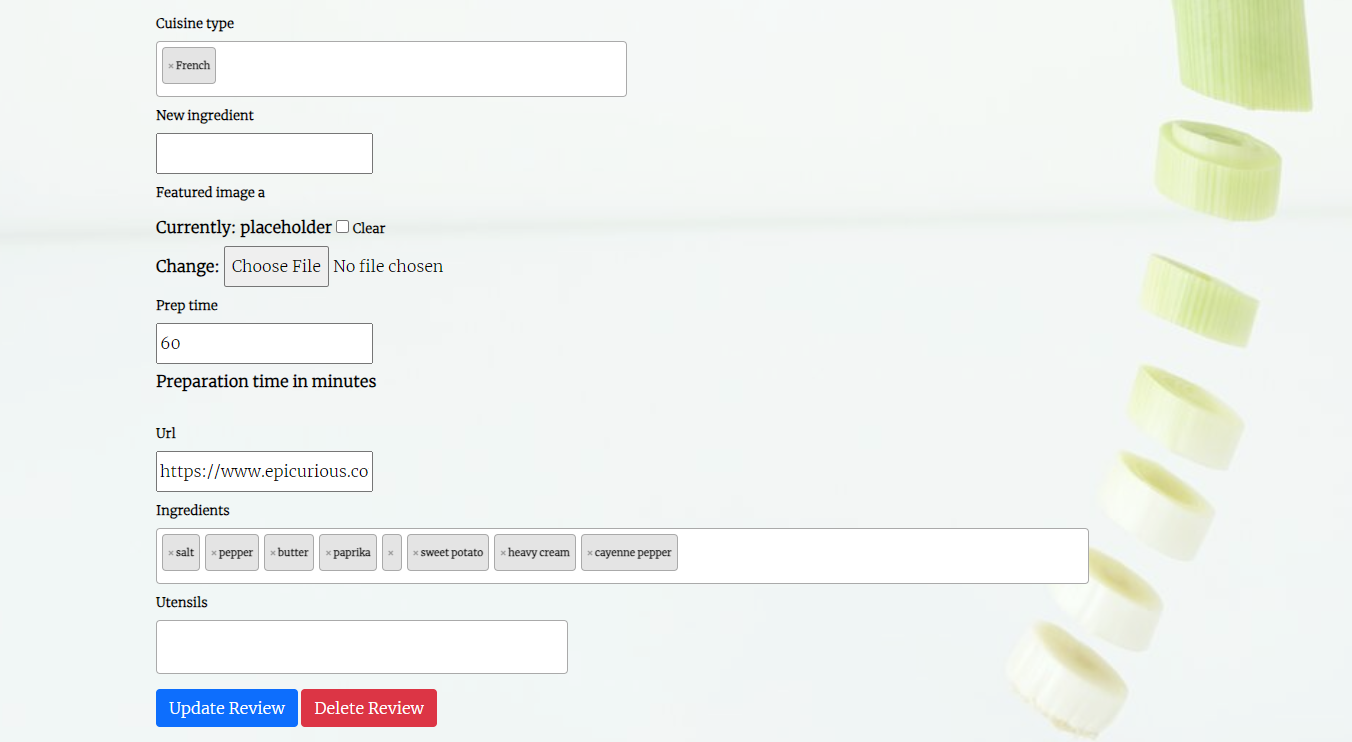 Cuisine type
× French
New ingredient
Featured image a
Currently: placeholder Clear
Change: Choose File No file chosen
Prep time
60
Preparation time in minutes
Url
https://www.epicurious.co
Ingredients
× salt × pepper × butter × paprika × × sweet potato × heavy cream × cayenne pepper
Utensils
Update Review Delete Review